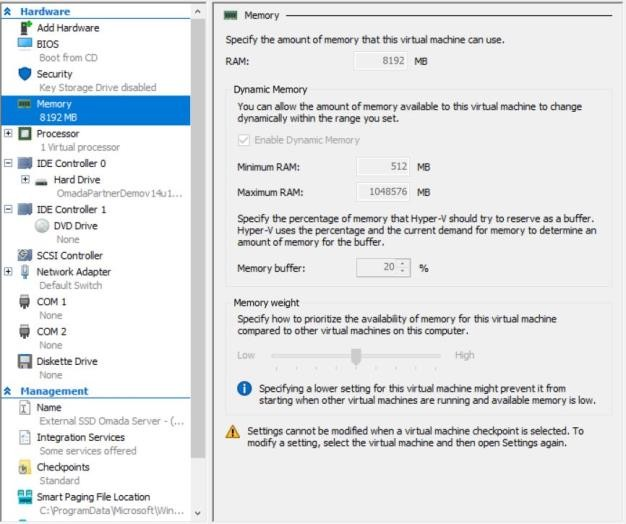 Hardware
Add Hardware
BIOS
Boot from CD
Security
Key Storage Drive disabled
Memory
8192 MB
Processor
1 Virtual processor
IDE Controller 0
Hard Drive
OmadaPartnerDemov14u1...
IDE Controller 1
DVD Drive
None
SCSI Controller
Network Adapter
Default Switch
COM 1
None
COM 2
None
Diskette Drive
None
Management
Name
External SSD Omada Server - (...
Integration Services
Some services offered
Checkpoints
Standard
Smart Paging File Location
C:\ProgramData\Microsoft\Win...
Memory
Specify the amount of memory that this virtual machine can use.
RAM: 8192 MB
Dynamic Memory
You can allow the amount of memory available to this virtual machine to change
dynamically within the range you set.
Enable Dynamic Memory
Minimum RAM: 512 MB
Maximum RAM: 1048576 MB
Specify the percentage of memory that Hyper-V should try to reserve as a buffer.
Hyper-V uses the percentage and the current demand for memory to determine an
amount of memory for the buffer.
Memory buffer: 20 %
Memory weight
Specify how to prioritize the availability of memory for this virtual machine
compared to other virtual machines on this computer.
Low High
Specifying a lower setting for this virtual machine might prevent it from
starting when other virtual machines are running and available memory is low.
Settings cannot be modified when a virtual machine checkpoint is selected. To
modify a setting, select the virtual machine and then open Settings again.